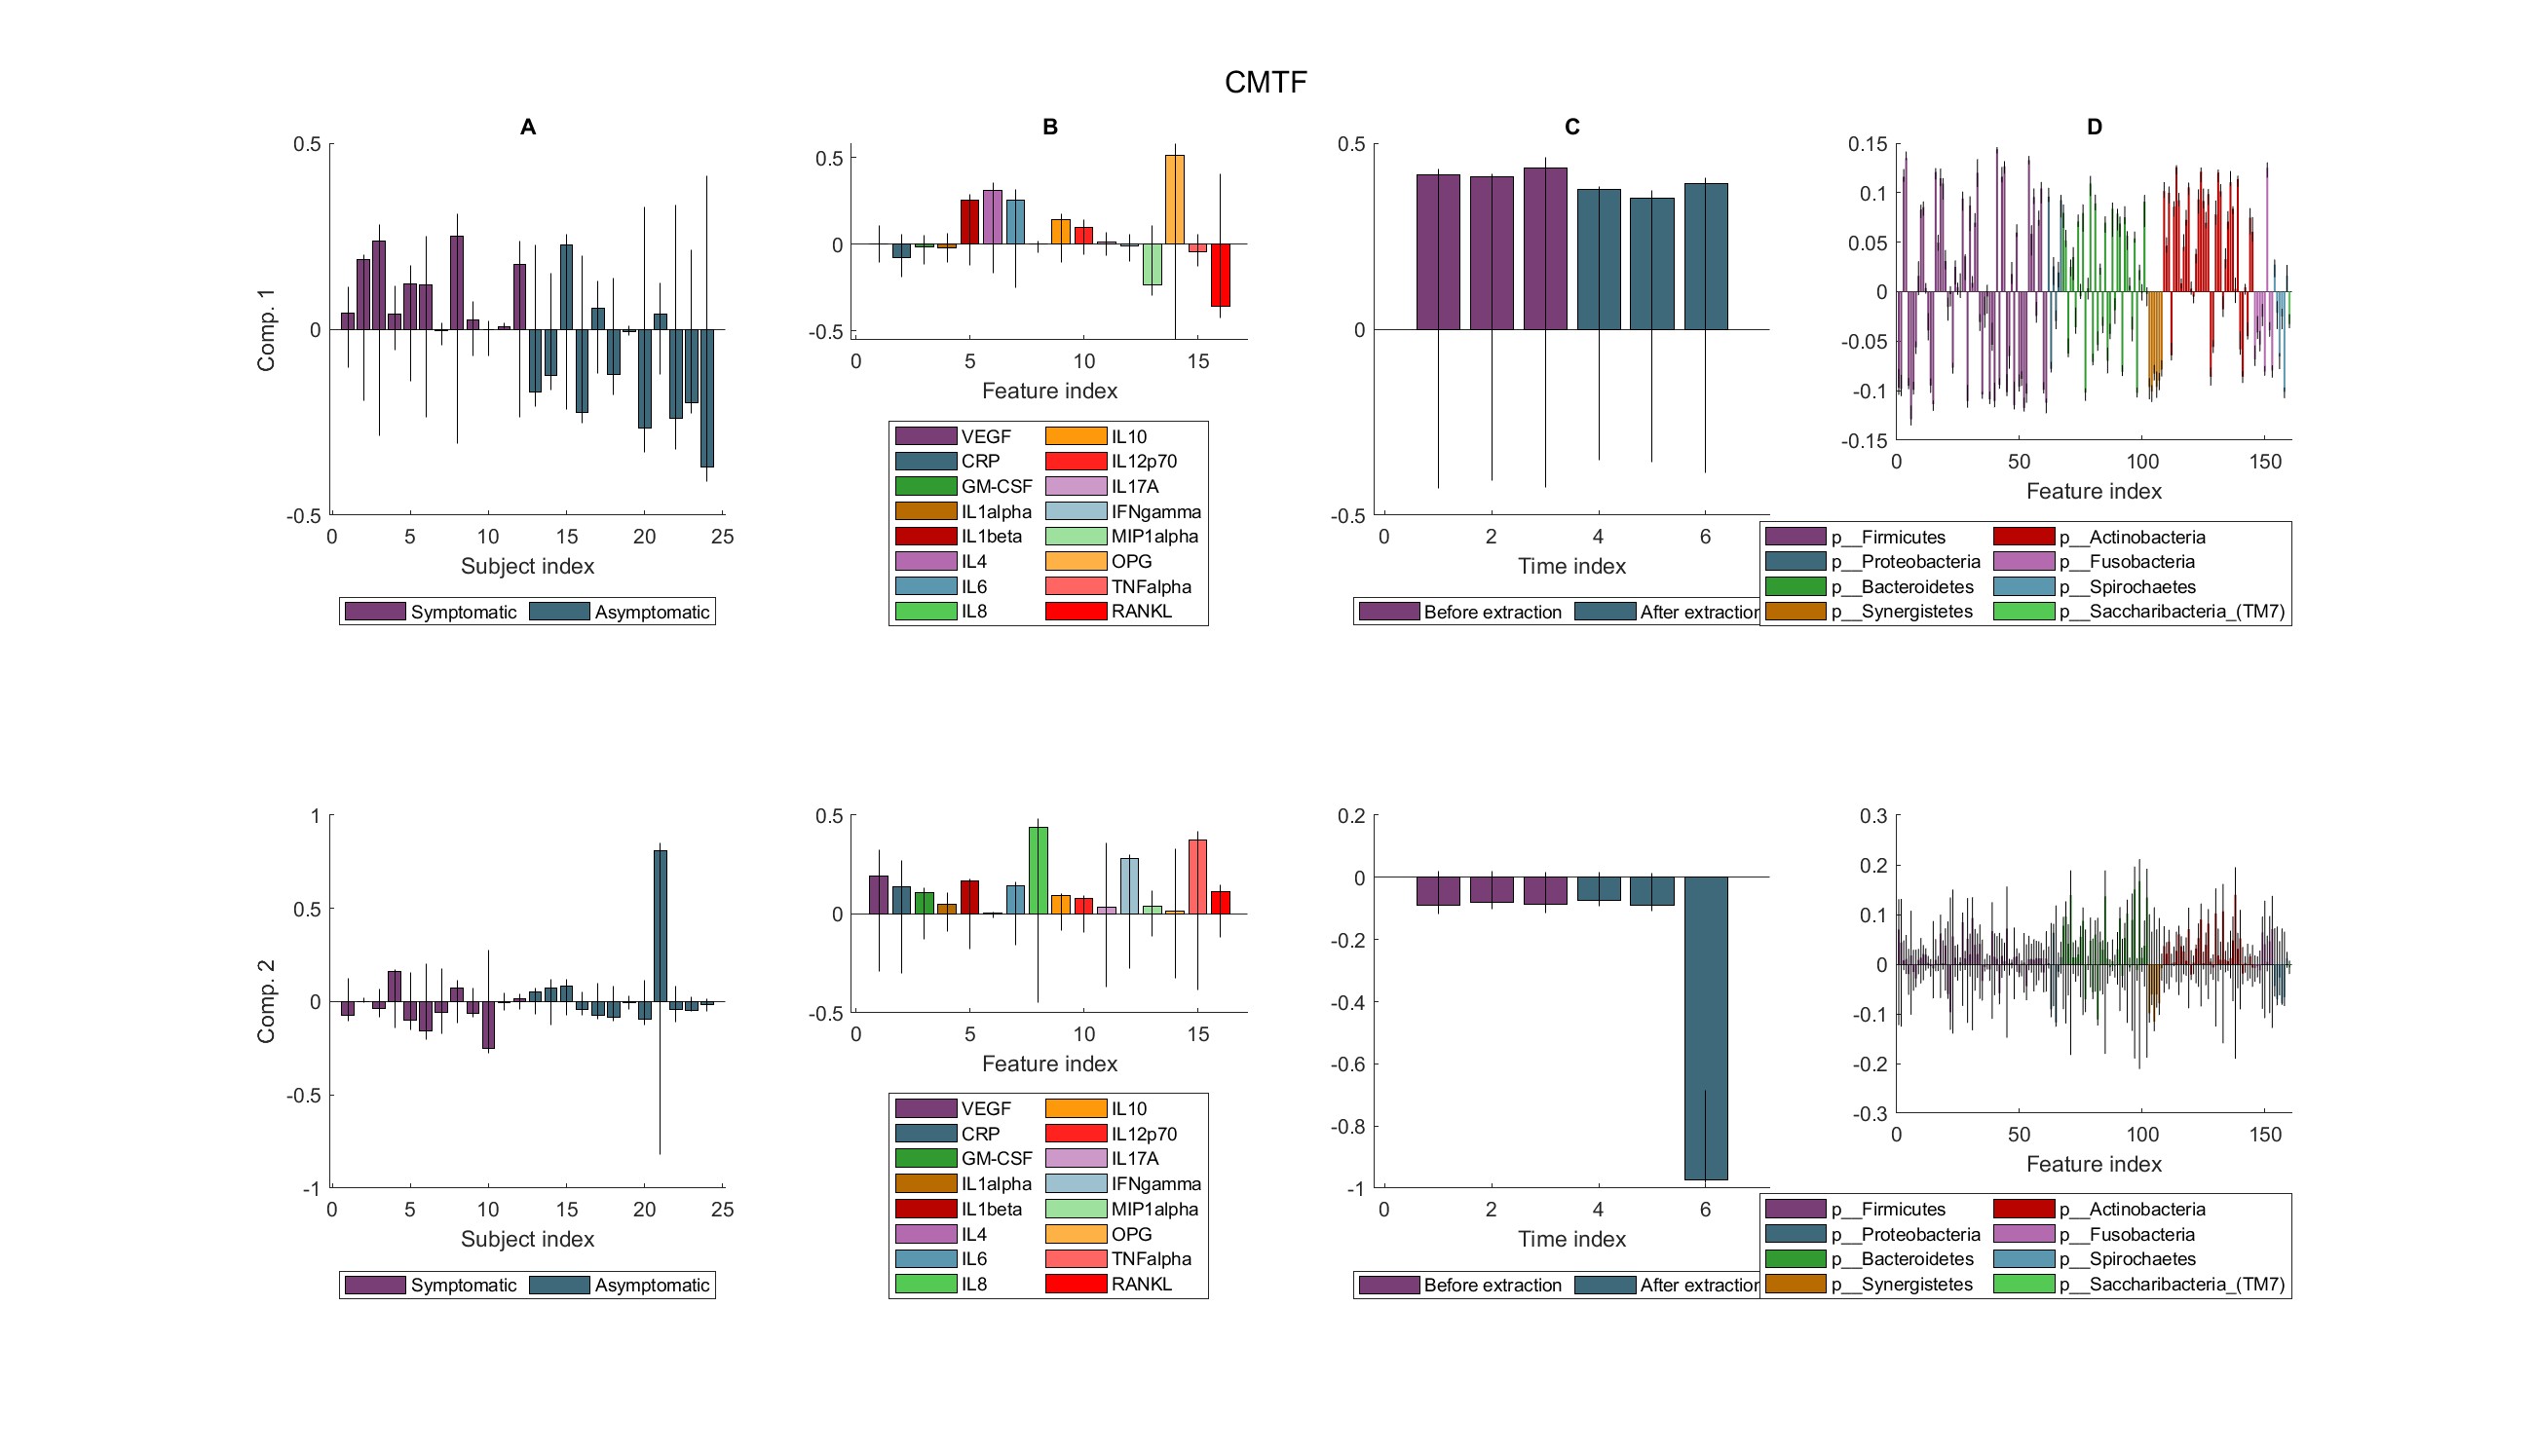 CMTF
A
0.5
0
-0.5
Comp. 1
0 5 10 15 20 25
Subject index
Symptomatic Asymptomatic
B
0.5
0
-0.5
0 5 10 15
Feature index
VEGF IL10
CRP IL12p70
GM-CSF IL17A
IL1alpha IFNgamma
IL1beta MIP1alpha
IL4 OPG
IL6 TNFalpha
IL8 RANKL
C
0.5
0
-0.5
0 2 4 6
Time index
Before extraction After extraction
D
0.15
0.1
0.05
0
-0.05
-0.1
-0.15
0 50 100 150
Feature index
p__Firmicutes p__Actinobacteria
p__Proteobacteria p__Fusobacteria
p__Bacteroidetes p__Spirochaetes
p__Synergistetes p__Saccharibacteria_(TM7)
1
0.5
0
-0.5
-1
Comp. 2
0 5 10 15 20 25
Subject index
Symptomatic Asymptomatic
0.5
0
-0.5
0 5 10 15
Feature index
VEGF IL10
CRP IL12p70
GM-CSF IL17A
IL1alpha IFNgamma
IL1beta MIP1alpha
IL4 OPG
IL6 TNFalpha
IL8 RANKL
0.2
0
-0.2
-0.4
-0.6
-0.8
-1
0 2 4 6
Time index
Before extraction After extraction
0.3
0.2
0.1
0
-0.1
-0.2
-0.3
0 50 100 150
Feature index
p__Firmicutes p__Actinobacteria
p__Proteobacteria p__Fusobacteria
p__Bacteroidetes p__Spirochaetes
p__Synergistetes p__Saccharibacteria_(TM7)